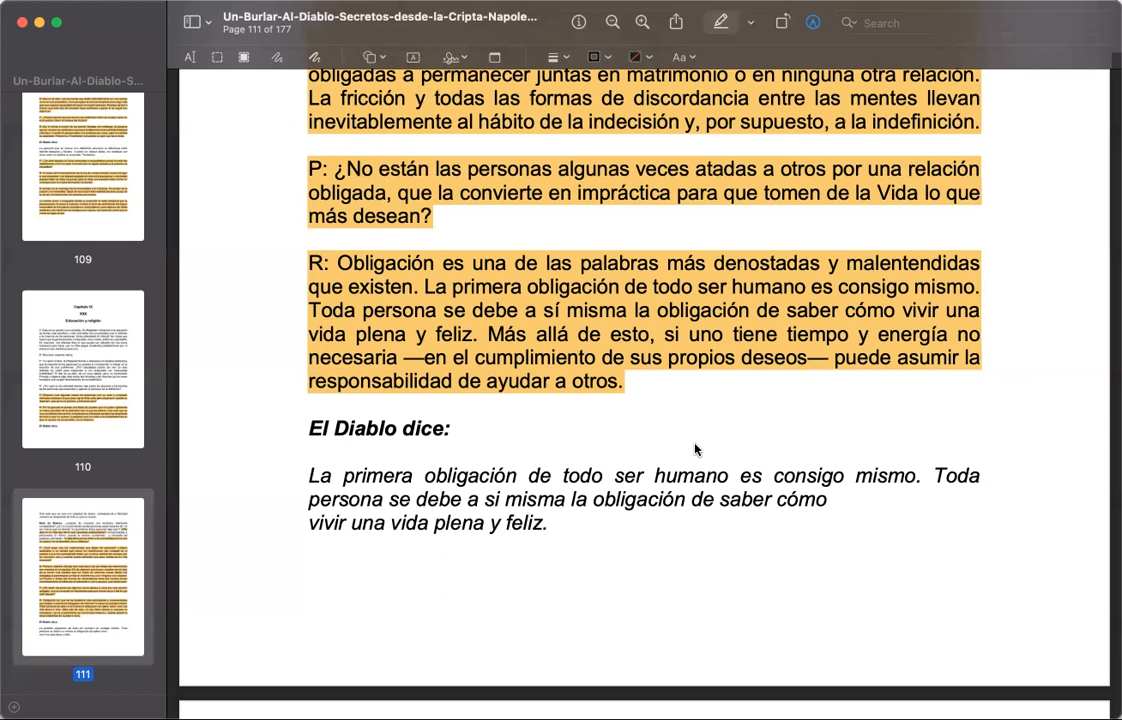 Un-Burlar-Al-Diablo-Secretos-desde-la-Cripta-Napole...
Page 111 of 177
Search
Aa
Un-Burlar-Al-Diablo-S...
109
110
111
obligadas a permanecer juntas en matrimonio o en ninguna otra relación.
La fricción y todas las formas de discordancia entre las mentes llevan
inevitablemente al hábito de la indecisión y, por supuesto, a la indefinición.
P: ¿No están las personas algunas veces atadas a otros por una relación
obligada, que la convierte en impráctica para que tomen de la Vida lo que
más desean?
R: Obligación es una de las palabras más denostadas y malentendidas
que existen. La primera obligación de todo ser humano es consigo mismo.
Toda persona se debe a sí misma la obligación de saber cómo vivir una
vida plena y feliz. Más allá de esto, si uno tiene tiempo y energía no
necesaria —en el cumplimiento de sus propios deseos— puede asumir la
responsabilidad de ayudar a otros.
El Diablo dice:
La primera obligación de todo ser humano es consigo mismo. Toda
persona se debe a si misma la obligación de saber cómo
vivir una vida plena y feliz.